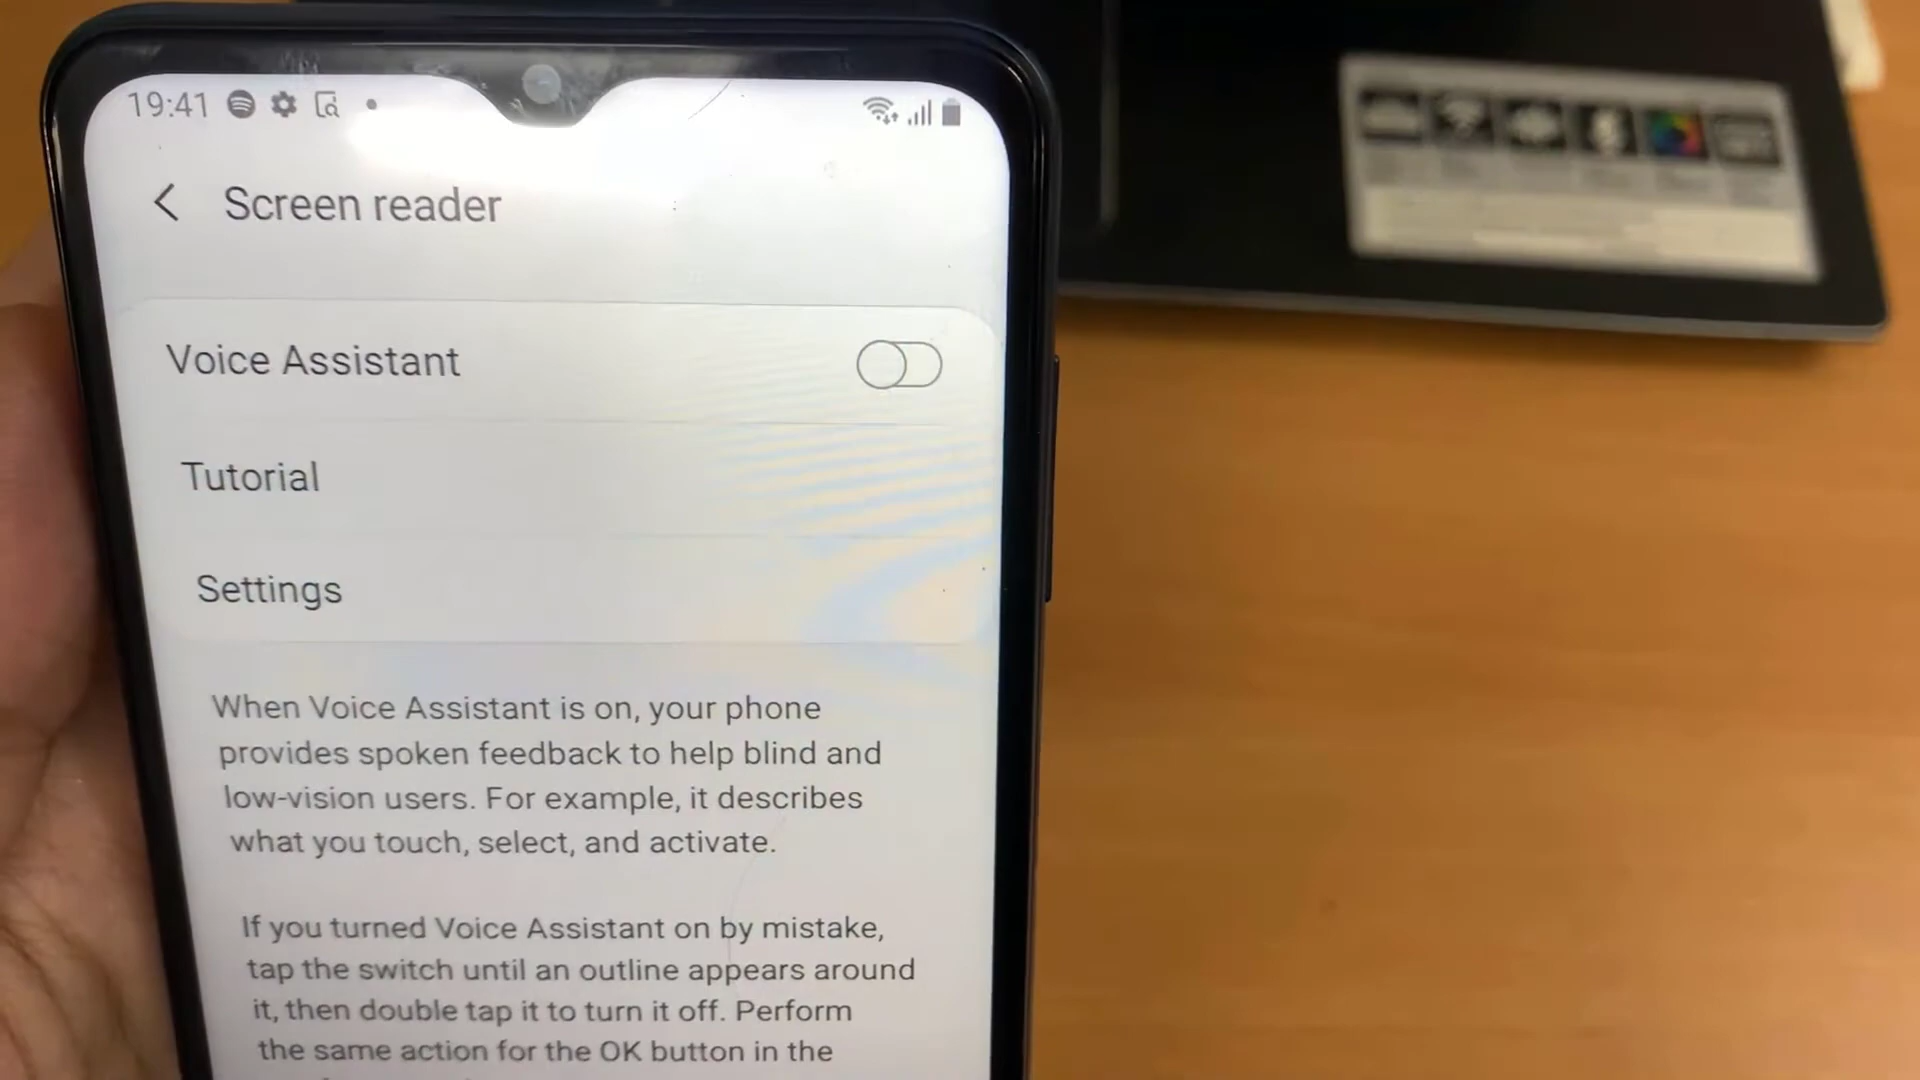 19:41
Screen reader
Voice Assistant
Tutorial
Settings
When Voice Assistant is on, your phone
provides spoken feedback to help blind and
low-vision users. For example, it describes
what you touch, select, and activate.
If you turned Voice Assistant on by mistake,
tap the switch until an outline appears around
it, then double tap it to turn it off. Perform
the same action for the OK button in the